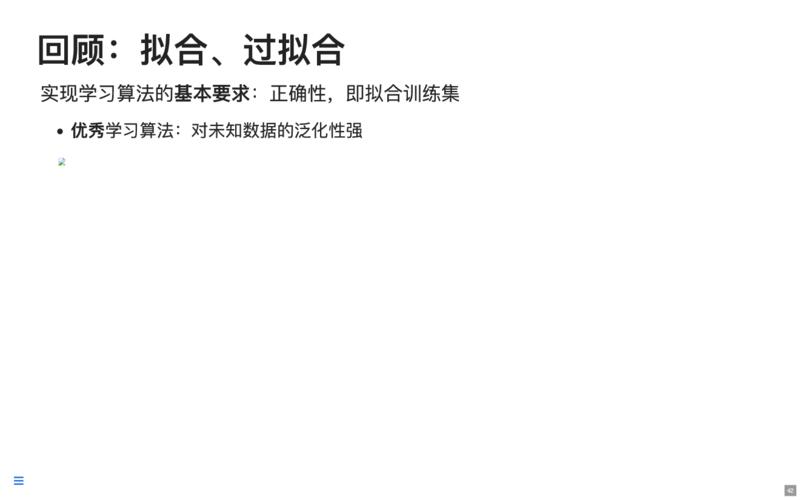 回顾：拟合、过拟合
实现学习算法的基本要求：正确性，即拟合训练集
优秀学习算法：对未知数据的泛化性强
42